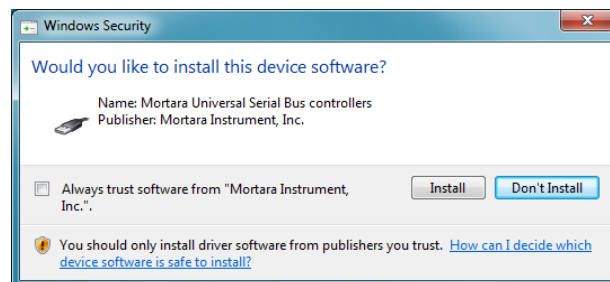 Windows Security
Would you like to install this device software?
Name: Mortara Universal Serial Bus controllers
Publisher: Mortara Instrument, Inc.
Always trust software from "Mortara Instrument,
Inc.".
Install
Don't Install
You should only install driver software from publishers you trust. How can I decide which
device software is safe to install?